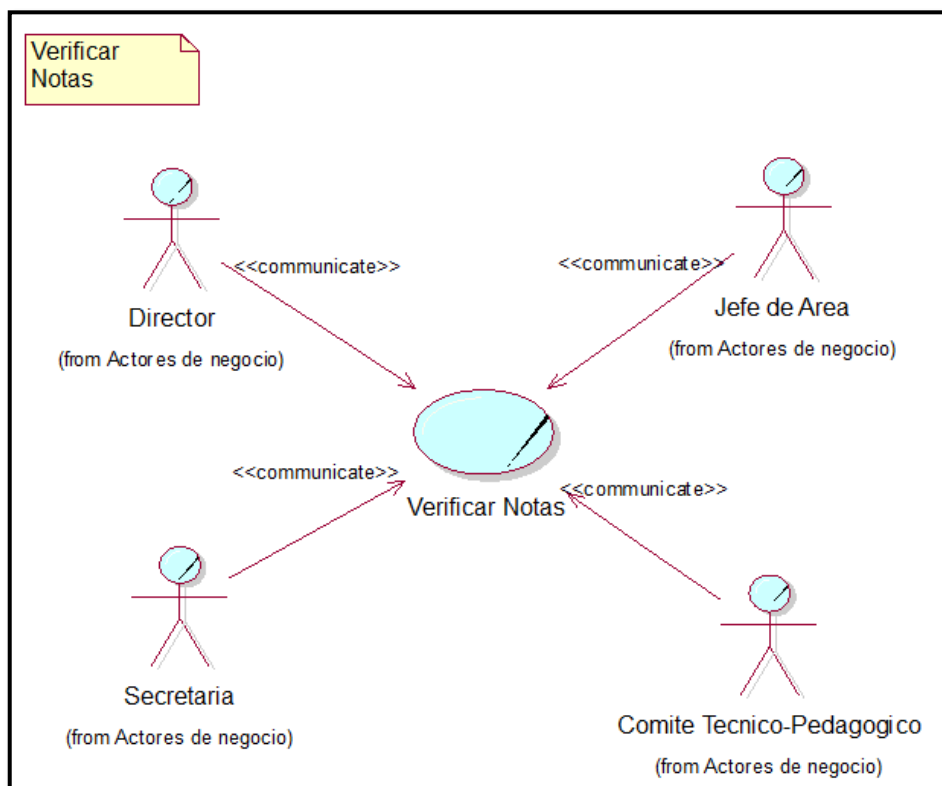 Verificar
Notas
<<communicate>>
<<communicate>>
Director
(from Actores de negocio)
Jefe de Area
(from Actores de negocio)
<<communicate>>
<<communicate>>
Verificar Notas
Secretaria
(from Actores de negocio)
Comite Tecnico-Pedagogico
(from Actores de negocio)